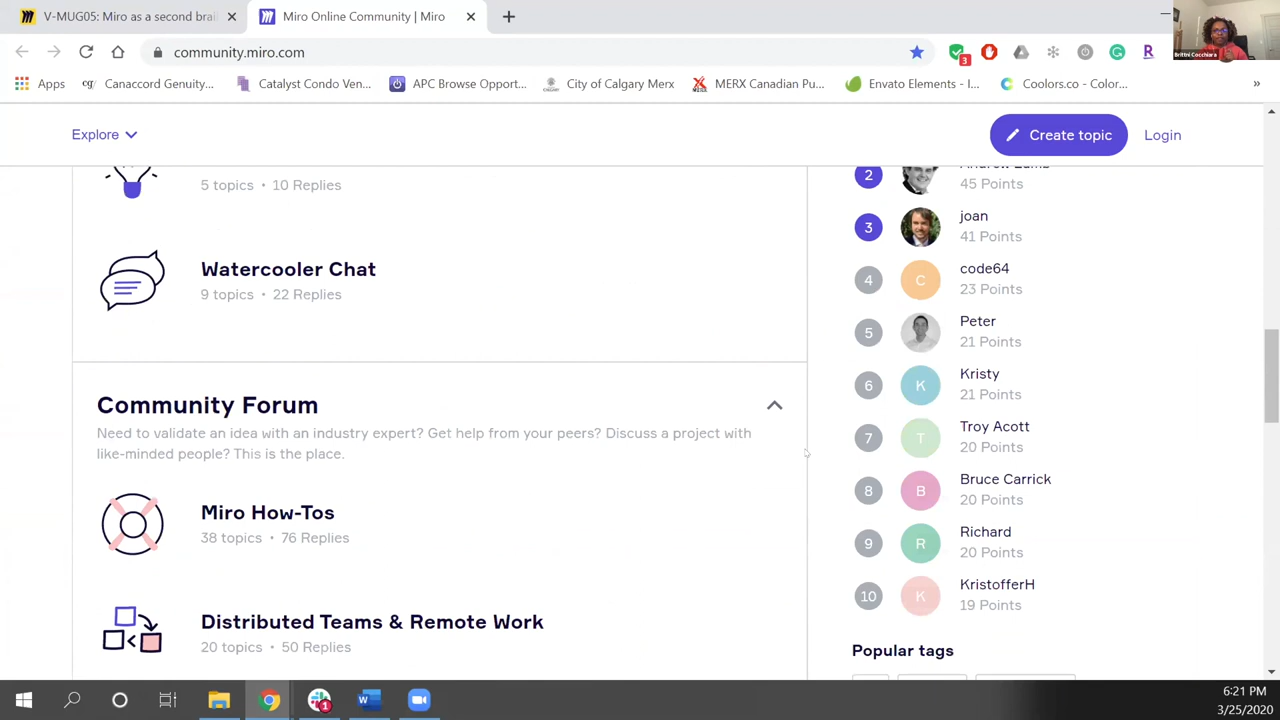 V-MUG05: Miro as a second brai
Miro Online Community | Miro
community.miro.com
3
Brittni Cocchiara
Apps
Canaccord Genuity'...
Catalyst Condo Ven...
APC Browse Opport...
City of Calgary Merx
MERX Canadian Pu...
Envato Elements - I...
Coolors.co - Color...
»
Explore
Create topic
Login
5 topics • 10 Replies
Watercooler Chat
9 topics • 22 Replies
Community Forum
Need to validate an idea with an industry expert? Get help from your peers? Discuss a project with
like-minded people? This is the place.
Miro How-Tos
38 topics • 76 Replies
Distributed Teams & Remote Work
20 topics • 50 Replies
2
45 Points
3
joan
41 Points
4
C
code64
23 Points
5
Peter
21 Points
6
K
Kristy
21 Points
7
T
Troy Acott
20 Points
8
B
Bruce Carrick
20 Points
9
R
Richard
20 Points
10
K
KristofferH
19 Points
Popular tags
1
6:21 PM
3/25/2020